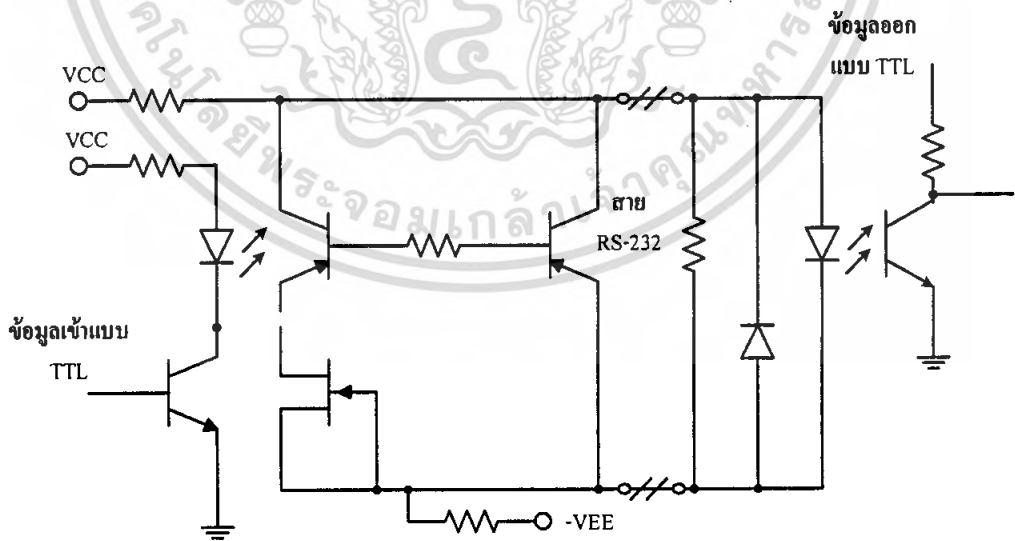 ข้อมูลออก
แบบ TTL
VCC
VCC
สาย
RS-232
ข้อมูลเข้าแบบ
TTL
-VEE